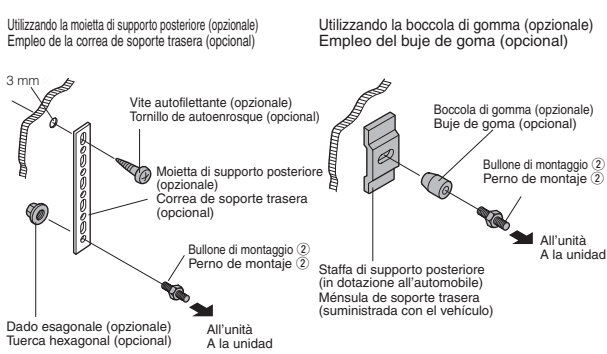 Utilizzando la moietta di supporto posteriore (opzionale)
Empleo de la correa de soporte trasera (opcional)
3 mm
Vite autofilettante (opzionale)
Tornillo de autoenrosque (opcional)
Moietta di supporto posteriore
(opzionale)
Correa de soporte trasera
(opcional)
Bullone di montaggio ②
Perno de montaje ②
Dado esagonale (opzionale)
Tuerca hexagonal (opcional)
All'unità
A la unidad
Utilizzando la boccola di gomma (opzionale)
Empleo del buje de goma (opcional)
Boccola di gomma (opzionale)
Buje de goma (opcional)
Bullone di montaggio ②
Perno de montaje ②
All'unità
A la unidad
Staffa di supporto posteriore
(in dotazione all'automobile)
Ménsula de soporte trasera
(suministrada con el vehículo)